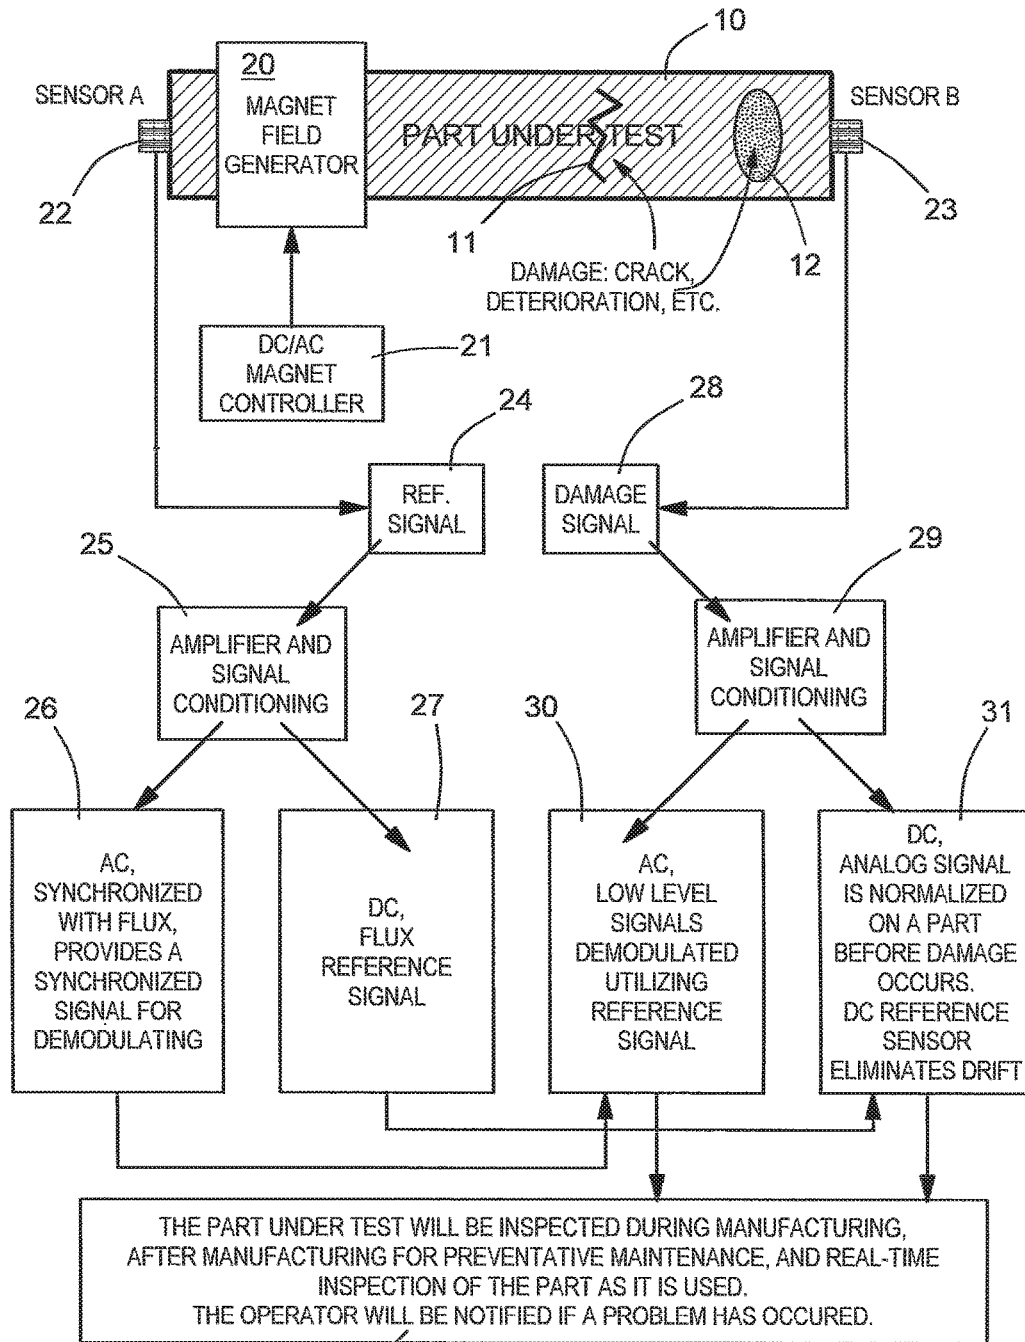 10
20
SENSOR A
MAGNET
FIELD
GENERATOR
PART UNDER TEST
SENSOR B
22
11
12
23
DAMAGE: CRACK,
DETERIORATION, ETC.
DC/AC
MAGNET
CONTROLLER
21
24
28
REF.
SIGNAL
DAMAGE
SIGNAL
25
29
AMPLIFIER AND
SIGNAL
CONDITIONING
AMPLIFIER AND
SIGNAL
CONDITIONING
26
27
30
31
AC,
SYNCHRONIZED
WITH FLUX,
PROVIDES A
SYNCHRONIZED
SIGNAL FOR
DEMODULATING
DC,
FLUX
REFERENCE
SIGNAL
AC,
LOW LEVEL
SIGNALS
DEMODULATED
UTILIZING
REFERENCE
SIGNAL
DC,
ANALOG SIGNAL
IS NORMALIZED
ON A PART
BEFORE DAMAGE
OCCURS.
DC REFERENCE
SENSOR
ELIMINATES DRIFT
THE PART UNDER TEST WILL BE INSPECTED DURING MANUFACTURING,
AFTER MANUFACTURING FOR PREVENTATIVE MAINTENANCE, AND REAL-TIME
INSPECTION OF THE PART AS IT IS USED.
THE OPERATOR WILL BE NOTIFIED IF A PROBLEM HAS OCCURED.